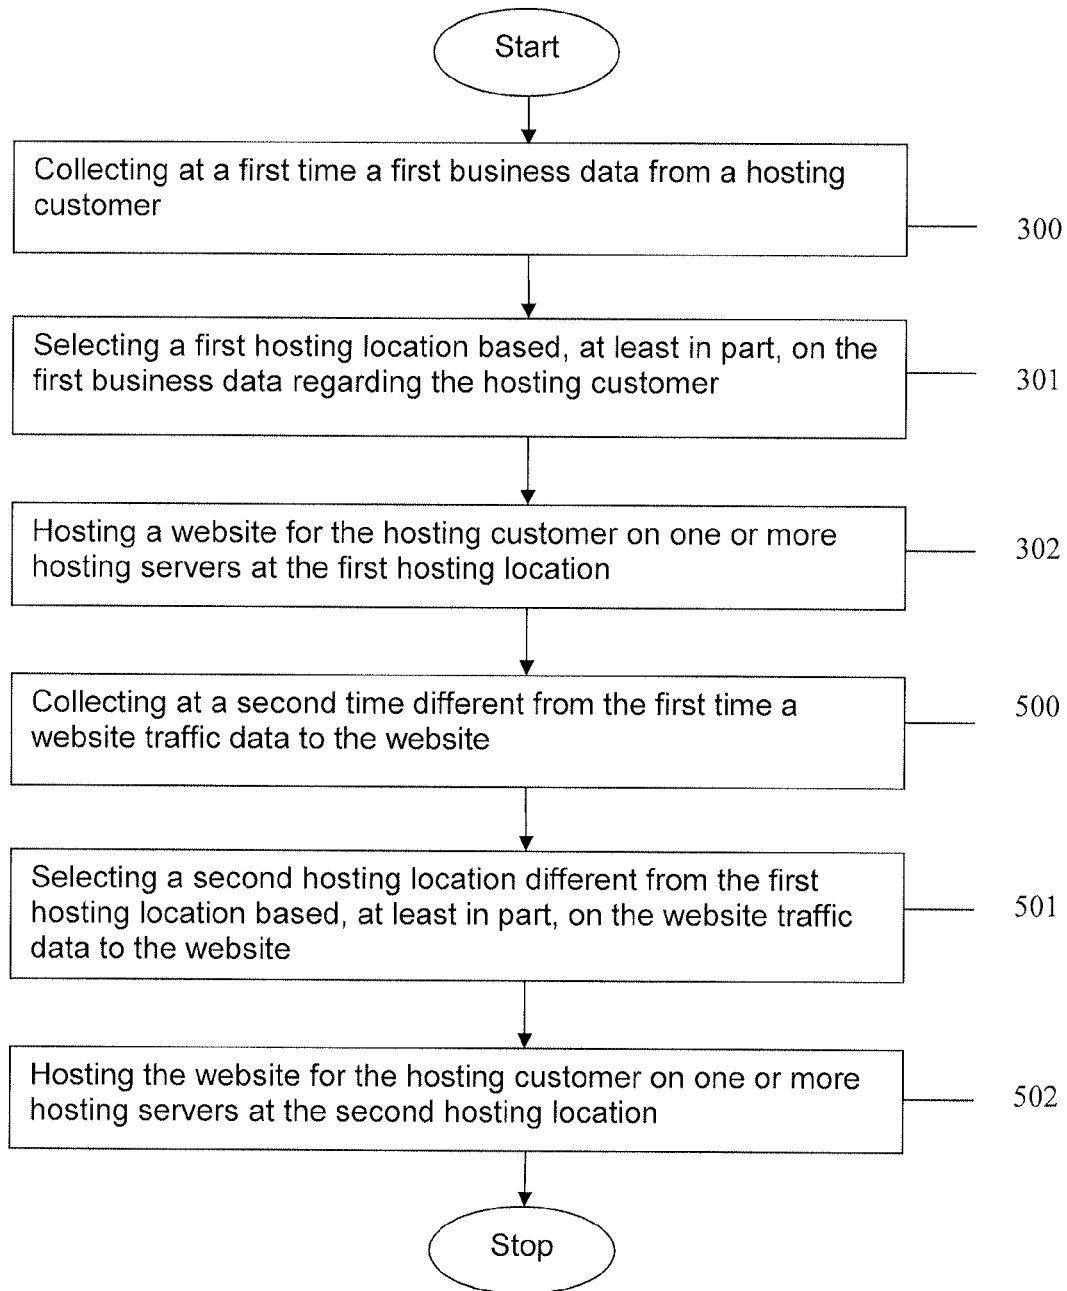 Start
Collecting at a first time a first business data from a hosting
customer
300
Selecting a first hosting location based, at least in part, on the
first business data regarding the hosting customer
301
Hosting a website for the hosting customer on one or more
hosting servers at the first hosting location
302
Collecting at a second time different from the first time a
website traffic data to the website
500
Selecting a second hosting location different from the first
hosting location based, at least in part, on the website traffic
data to the website
501
Hosting the website for the hosting customer on one or more
hosting servers at the second hosting location
502
Stop